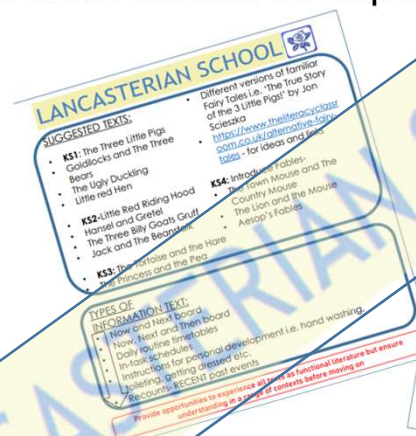 LANCASTERIAN SCHOOL
SUGGESTED TEXTS:
KS1: The Three Little Pigs
Goldilocks and The Three
Bears
The Ugly Duckling
Little red Hen
KS2-Little Red Riding Hood
Hansel and Gretel
The Three Billy Goats Gruff
Jack and The Beanstalk
KS3: The Tortoise and the Hare
The Princess and the Pea
Different versions of familiar
Fairy Tales i.e. 'The True Story
of the 3 Little Pigs!' by Jon
Scieszka
https://www.theliteracyclassr
oom.co.uk/alternative-fairy-
tales - for ideas and links
KS4: Introduce Fables-
The Town Mouse and The
Country Mouse
The Lion and the Mouse
Aesop's Fables
TYPES OF
INFORMATION TEXT:
Now and Next board
Now, Next and Then board
Daily routine timetables
In-task schedules
Instructions for personal development i.e. hand washing,
toileting, getting dressed etc.
Recounts- RECENT past events
Provide opportunities to experience all texts as functional literature but ensure
understanding in a range of contexts before moving on